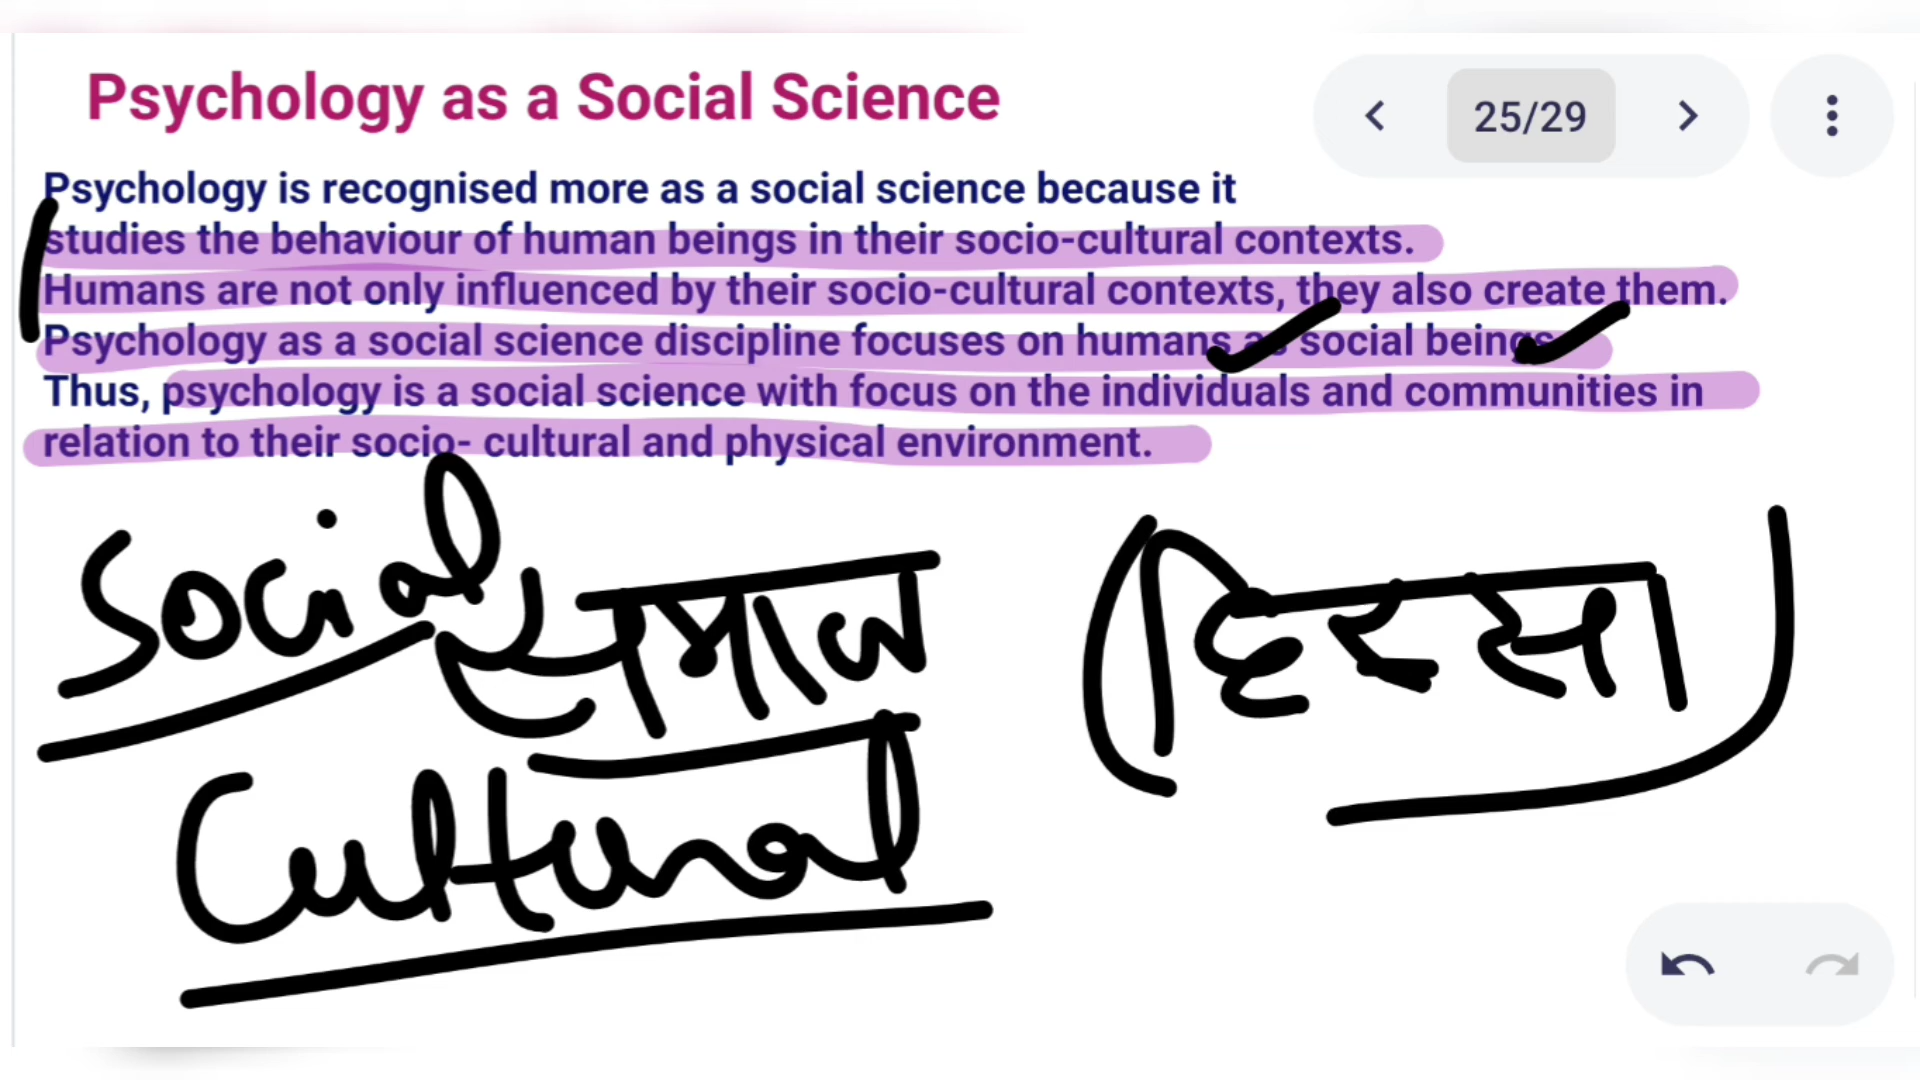 Psychology as a Social Science
25/29
Psychology is recognised more as a social science because it
studies the behaviour of human beings in their socio-cultural contexts.
Humans are not only influenced by their socio-cultural contexts, they also create them.
Psychology as a social science discipline focuses on humans as social beings
Thus, psychology is a social science with focus on the individuals and communities in
relation to their socio- cultural and physical environment.
Social समाज (हिस्सा)
Cultural